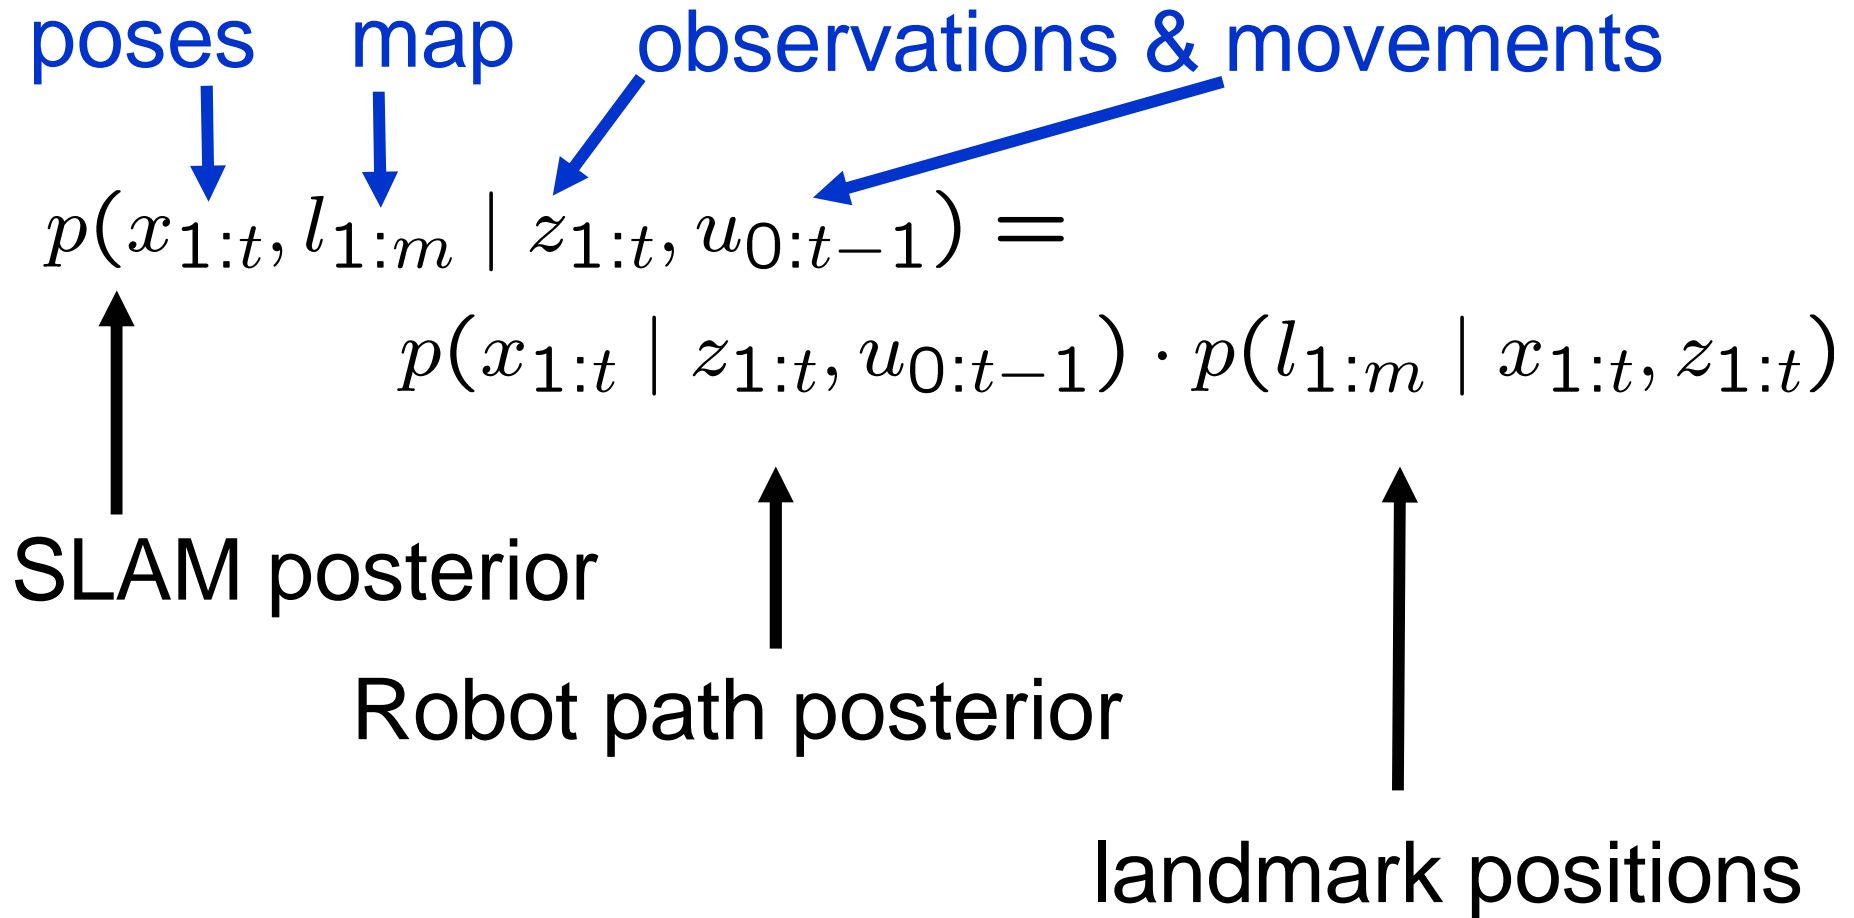 poses map observations & movements
p(x_{1:t}, l_{1:m} | z_{1:t}, u_{0:t−1}) =
p(x_{1:t} | z_{1:t}, u_{0:t−1}) · p(l_{1:m} | x_{1:t}, z_{1:t})
SLAM posterior
Robot path posterior
landmark positions